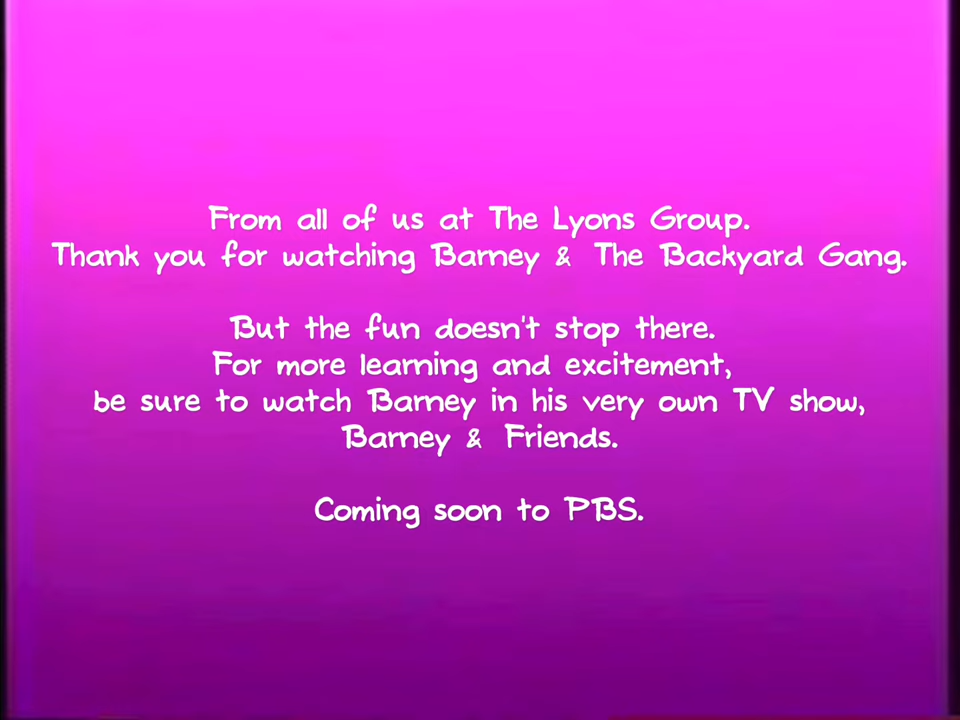 From all of us at The Lyons Group.
Thank you for watching Barney & The Backyard Gang.
But the fun doesn't stop there.
For more learning and excitement,
be sure to watch Barney in his very own TV show,
Barney & Friends.
Coming soon to PBS.